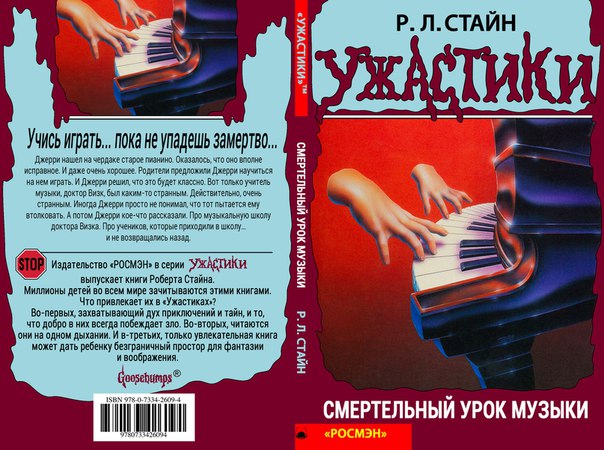 Учись играть... пока не упадешь замертво...
Джерри нашел на чердаке старое пианино. Оказалось, что оно вполне
исправное. И даже очень хорошее. Родители предложили Джерри научиться
на нем играть. И Джерри решил, что это будет классно. Вот только учитель
музыки, доктор Визк, был каким-то странным. Действительно, очень
странным. Иногда Джерри просто не понимал, что тот пытается ему
втолковать. А потом Джерри кое-что рассказали. Про музыкальную школу
доктора Визка. Про учеников, которые приходили в школу...
и не возвращались назад.
STOP Издательство «РОСМЭН» в серии УЖАСТИКИ
выпускает книги Роберта Стайна.
Миллионы детей во всем мире зачитываются этими книгами.
Что привлекает их в «Ужастиках»?
Во-первых, захватывающий дух приключений и тайн, и то,
что добро в них всегда побеждает зло. Во-вторых, читаются
они на одном дыхании. И в-третьих, только увлекательная книга
может дать ребенку безграничный простор для фантазии
и воображения.
Goosebumps®
ISBN 978-0-7334-2609-4
9780733426094
«УЖАСТИКИ»™
СМЕРТЕЛЬНЫЙ УРОК МУЗЫКИ
Р. Л. СТАЙН
Р. Л. СТАЙН
УЖАСТИКИ
СМЕРТЕЛЬНЫЙ УРОК МУЗЫКИ
«РОСМЭН»